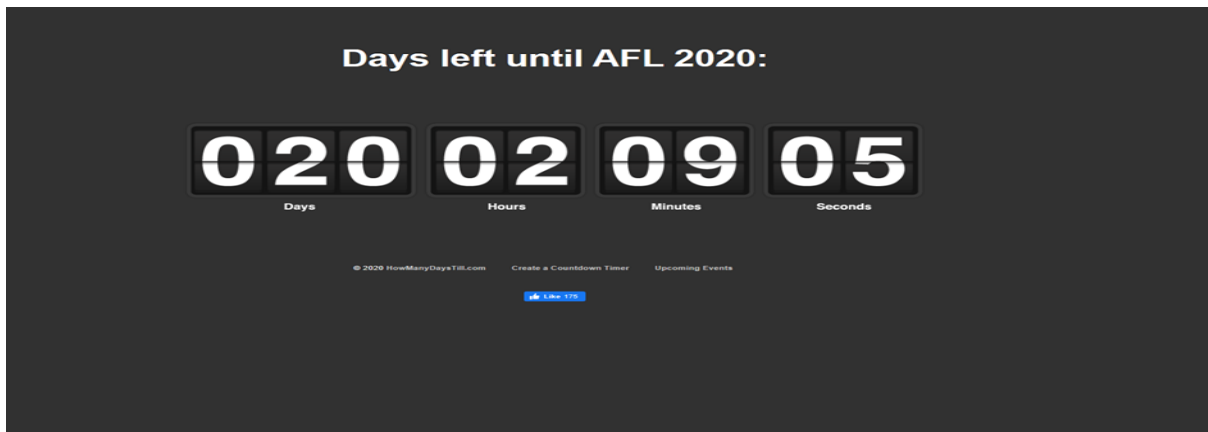 Days left until AFL 2020:
020 02 09 05
Days Hours Minutes Seconds
© 2020 HowManyDaysTill.com Create a Countdown Timer Upcoming Events
Like 175